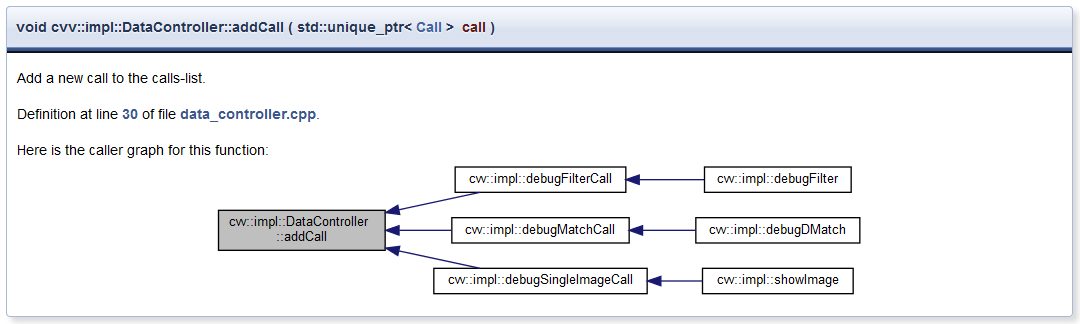 void cvv::impl::DataController::addCall ( std::unique_ptr< Call > call )
Add a new call to the calls-list.
Definition at line 30 of file data_controller.cpp.
Here is the caller graph for this function:
cvv::impl::debugFilterCall
cvv::impl::debugFilter
cvv::impl::DataController
::addCall
cvv::impl::debugMatchCall
cvv::impl::debugDMatch
cvv::impl::debugSingleImageCall
cvv::impl::showImage